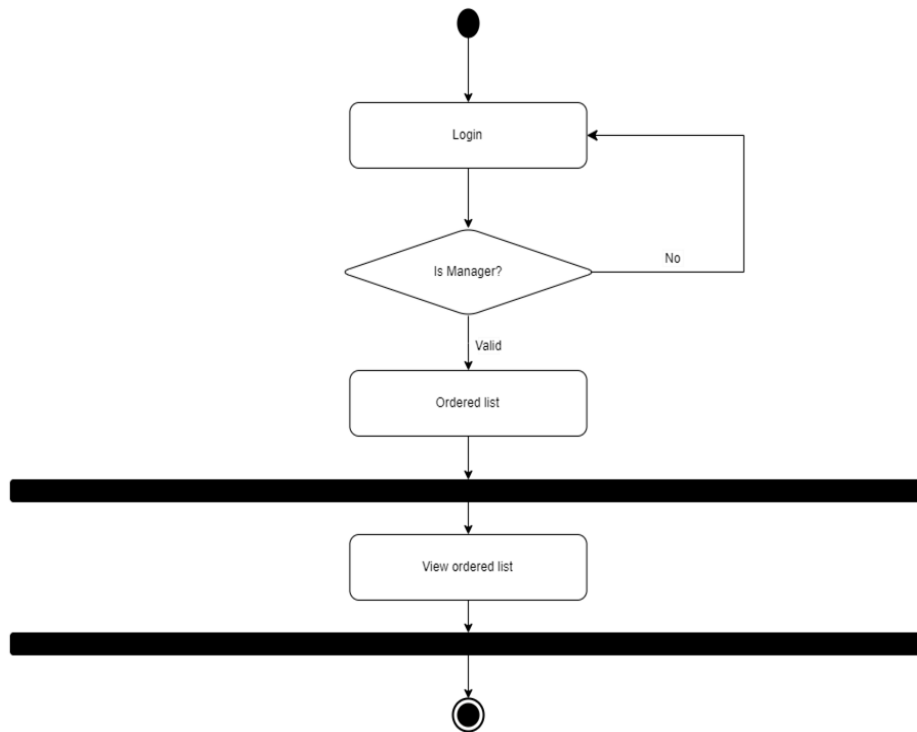 Login
Is Manager?
No
Valid
Ordered list
View ordered list